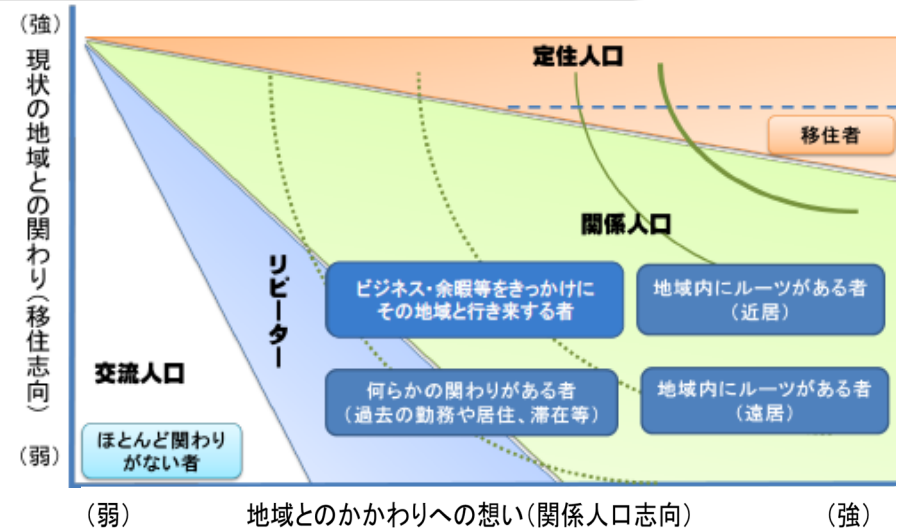 （強）
現状の地域との関わり（移住志向）
（弱）
定住人口
移住者
関係人口
リピーター
ビジネス・余暇等をきっかけに
その地域と行き来する者
地域内にルーツがある者
（近居）
何らかの関わりがある者
（過去の勤務や居住、滞在等）
地域内にルーツがある者
（遠居）
交流人口
ほとんど関わり
がない者
（弱）
地域とのかかわりへの想い（関係人口志向）
（強）